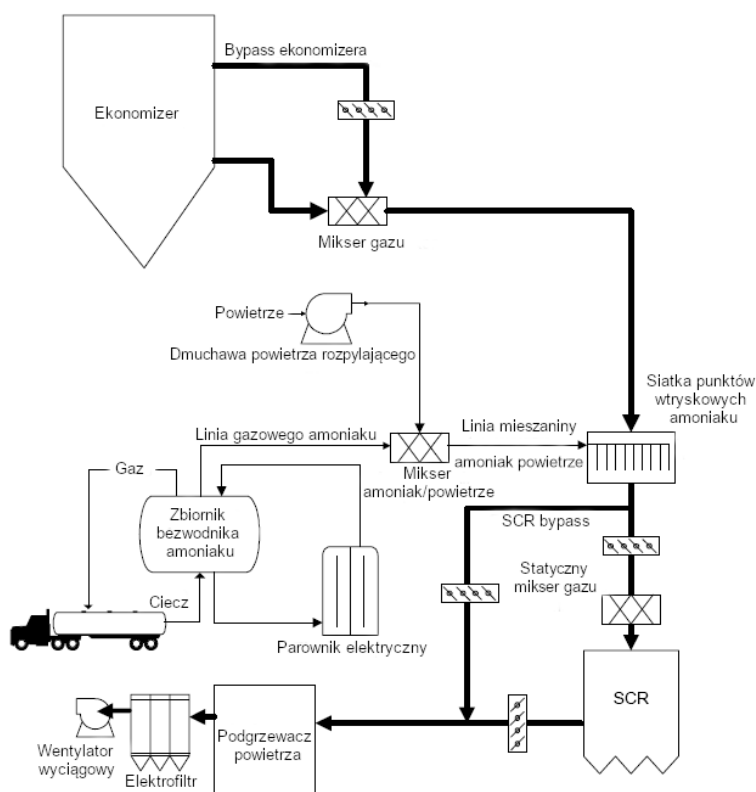 Bypass ekonomizera
Ekonomizer
Mikser gazu
Powietrze
Dmuchawa powietrza rozpylającego
Siatka punktów
wtryskowych
amoniaku
Linia gazowego amoniaku
Linia mieszaniny
amoniak powietrze
Mikser
amoniak/powietrze
Gaz
Zbiornik
bezwodnika
amoniaku
SCR bypass
Statyczny
mikser gazu
Ciecz
Parownik elektryczny
SCR
Podgrzewacz
powietrza
Wentylator
wyciągowy
Elektrofiltr